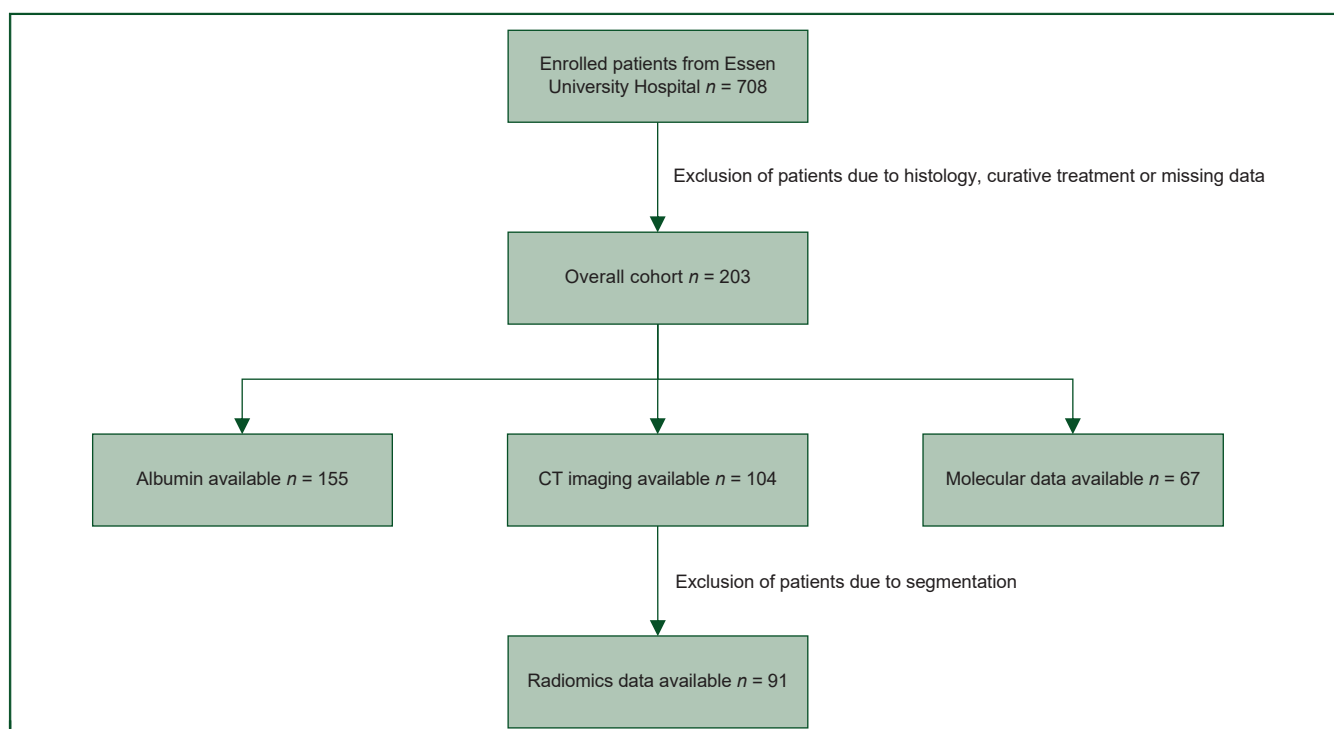 Enrolled patients from Essen
University Hospital n = 708
Exclusion of patients due to histology, curative treatment or missing data
Overall cohort n = 203
Albumin available n = 155
CT imaging available n = 104
Molecular data available n = 67
Exclusion of patients due to segmentation
Radiomics data available n = 91